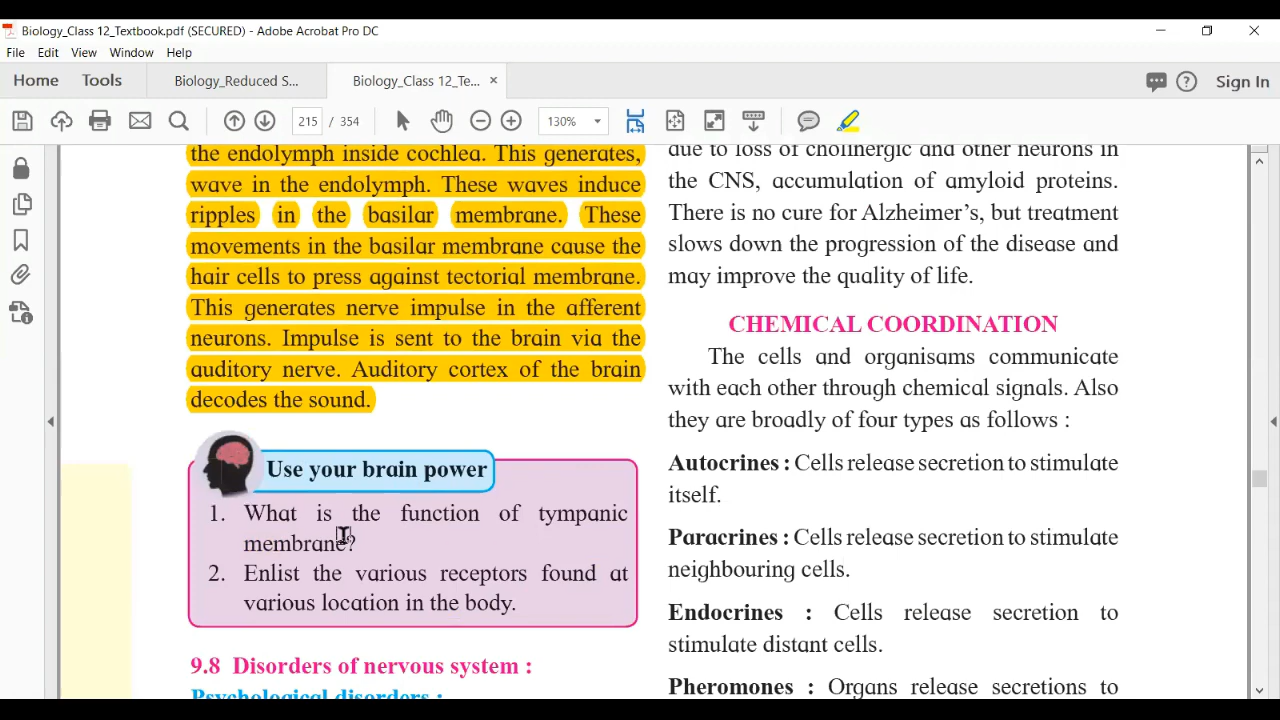 Biology_Class 12_Textbook.pdf (SECURED) - Adobe Acrobat Pro DC
File Edit View Window Help
Home Tools Biology_Reduced S... Biology_Class 12_Te... ×
Sign In
215 / 354 130%
the endolymph inside cochlea. This generates,
wave in the endolymph. These waves induce
ripples in the basilar membrane. These
movements in the basilar membrane cause the
hair cells to press against tectorial membrane.
This generates nerve impulse in the afferent
neurons. Impulse is sent to the brain via the
auditory nerve. Auditory cortex of the brain
decodes the sound.
Use your brain power
1. What is the function of tympanic
membrane?
2. Enlist the various receptors found at
various location in the body.
9.8 Disorders of nervous system :
Psychological disorders :
due to loss of cholinergic and other neurons in
the CNS, accumulation of amyloid proteins.
There is no cure for Alzheimer's, but treatment
slows down the progression of the disease and
may improve the quality of life.
CHEMICAL COORDINATION
The cells and organisams communicate
with each other through chemical signals. Also
they are broadly of four types as follows :
Autocrines : Cells release secretion to stimulate
itself.
Paracrines : Cells release secretion to stimulate
neighbouring cells.
Endocrines : Cells release secretion to
stimulate distant cells.
Pheromones : Organs release secretions to